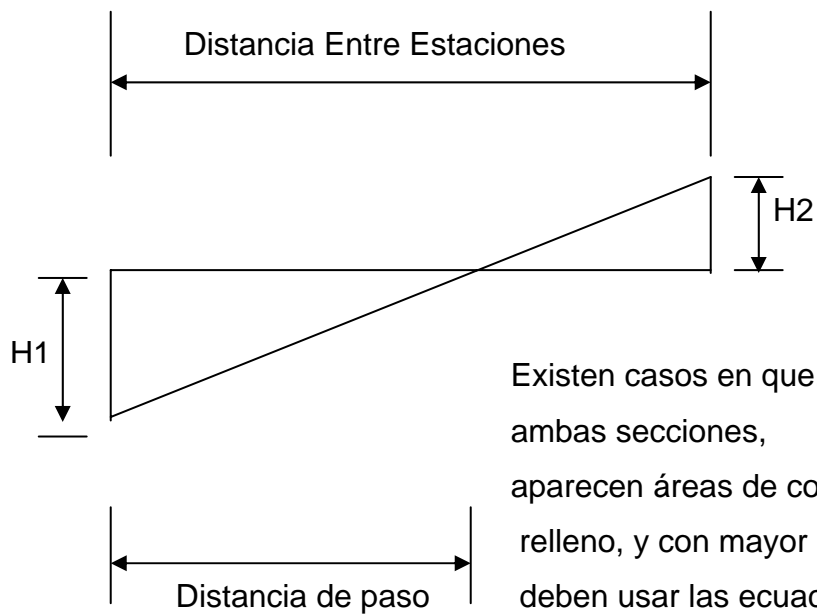 Distancia Entre Estaciones
H2
H1
Existen casos en que
ambas secciones,
aparecen áreas de co
relleno, y con mayor
deben usar las ecuac
Distancia de paso